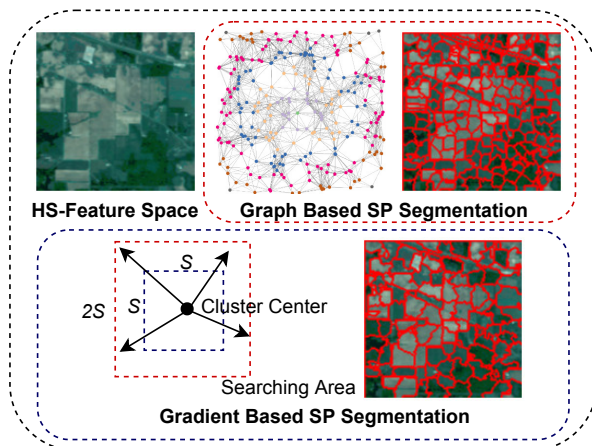 HS-Feature Space
Graph Based SP Segmentation
S
2S
S
Cluster Center
Searching Area
Gradient Based SP Segmentation